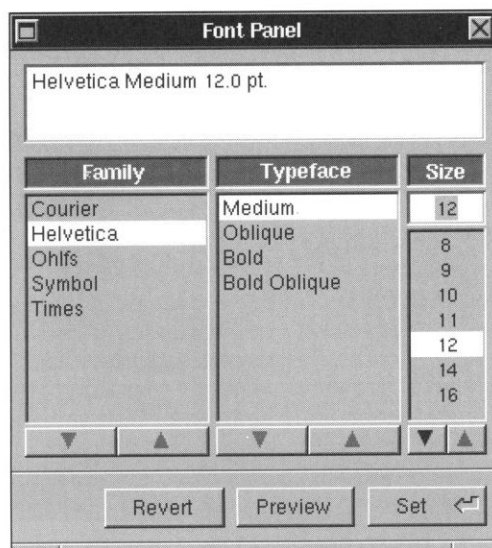 Font Panel
Helvetica Medium 12.0 pt.
Family Typeface Size
12
Courier
Helvetica
Ohlfs
Symbol
Times
Medium
Oblique
Bold
Bold Oblique
8
9
10
11
12
14
16
Revert Preview Set